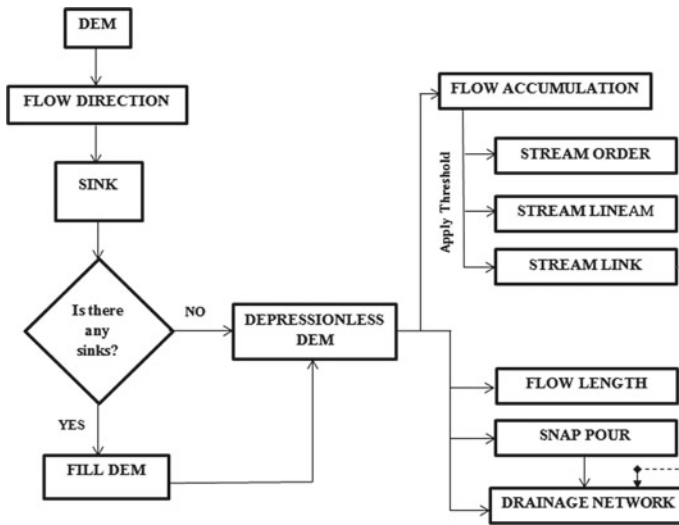 DEM
FLOW DIRECTION
SINK
Is there
any
sinks?
NO
YES
FILL DEM
DEPRESSIONLESS
DEM
FLOW ACCUMULATION
Apply Threshold
STREAM ORDER
STREAM LINEAM
STREAM LINK
FLOW LENGTH
SNAP POUR
DRAINAGE NETWORK